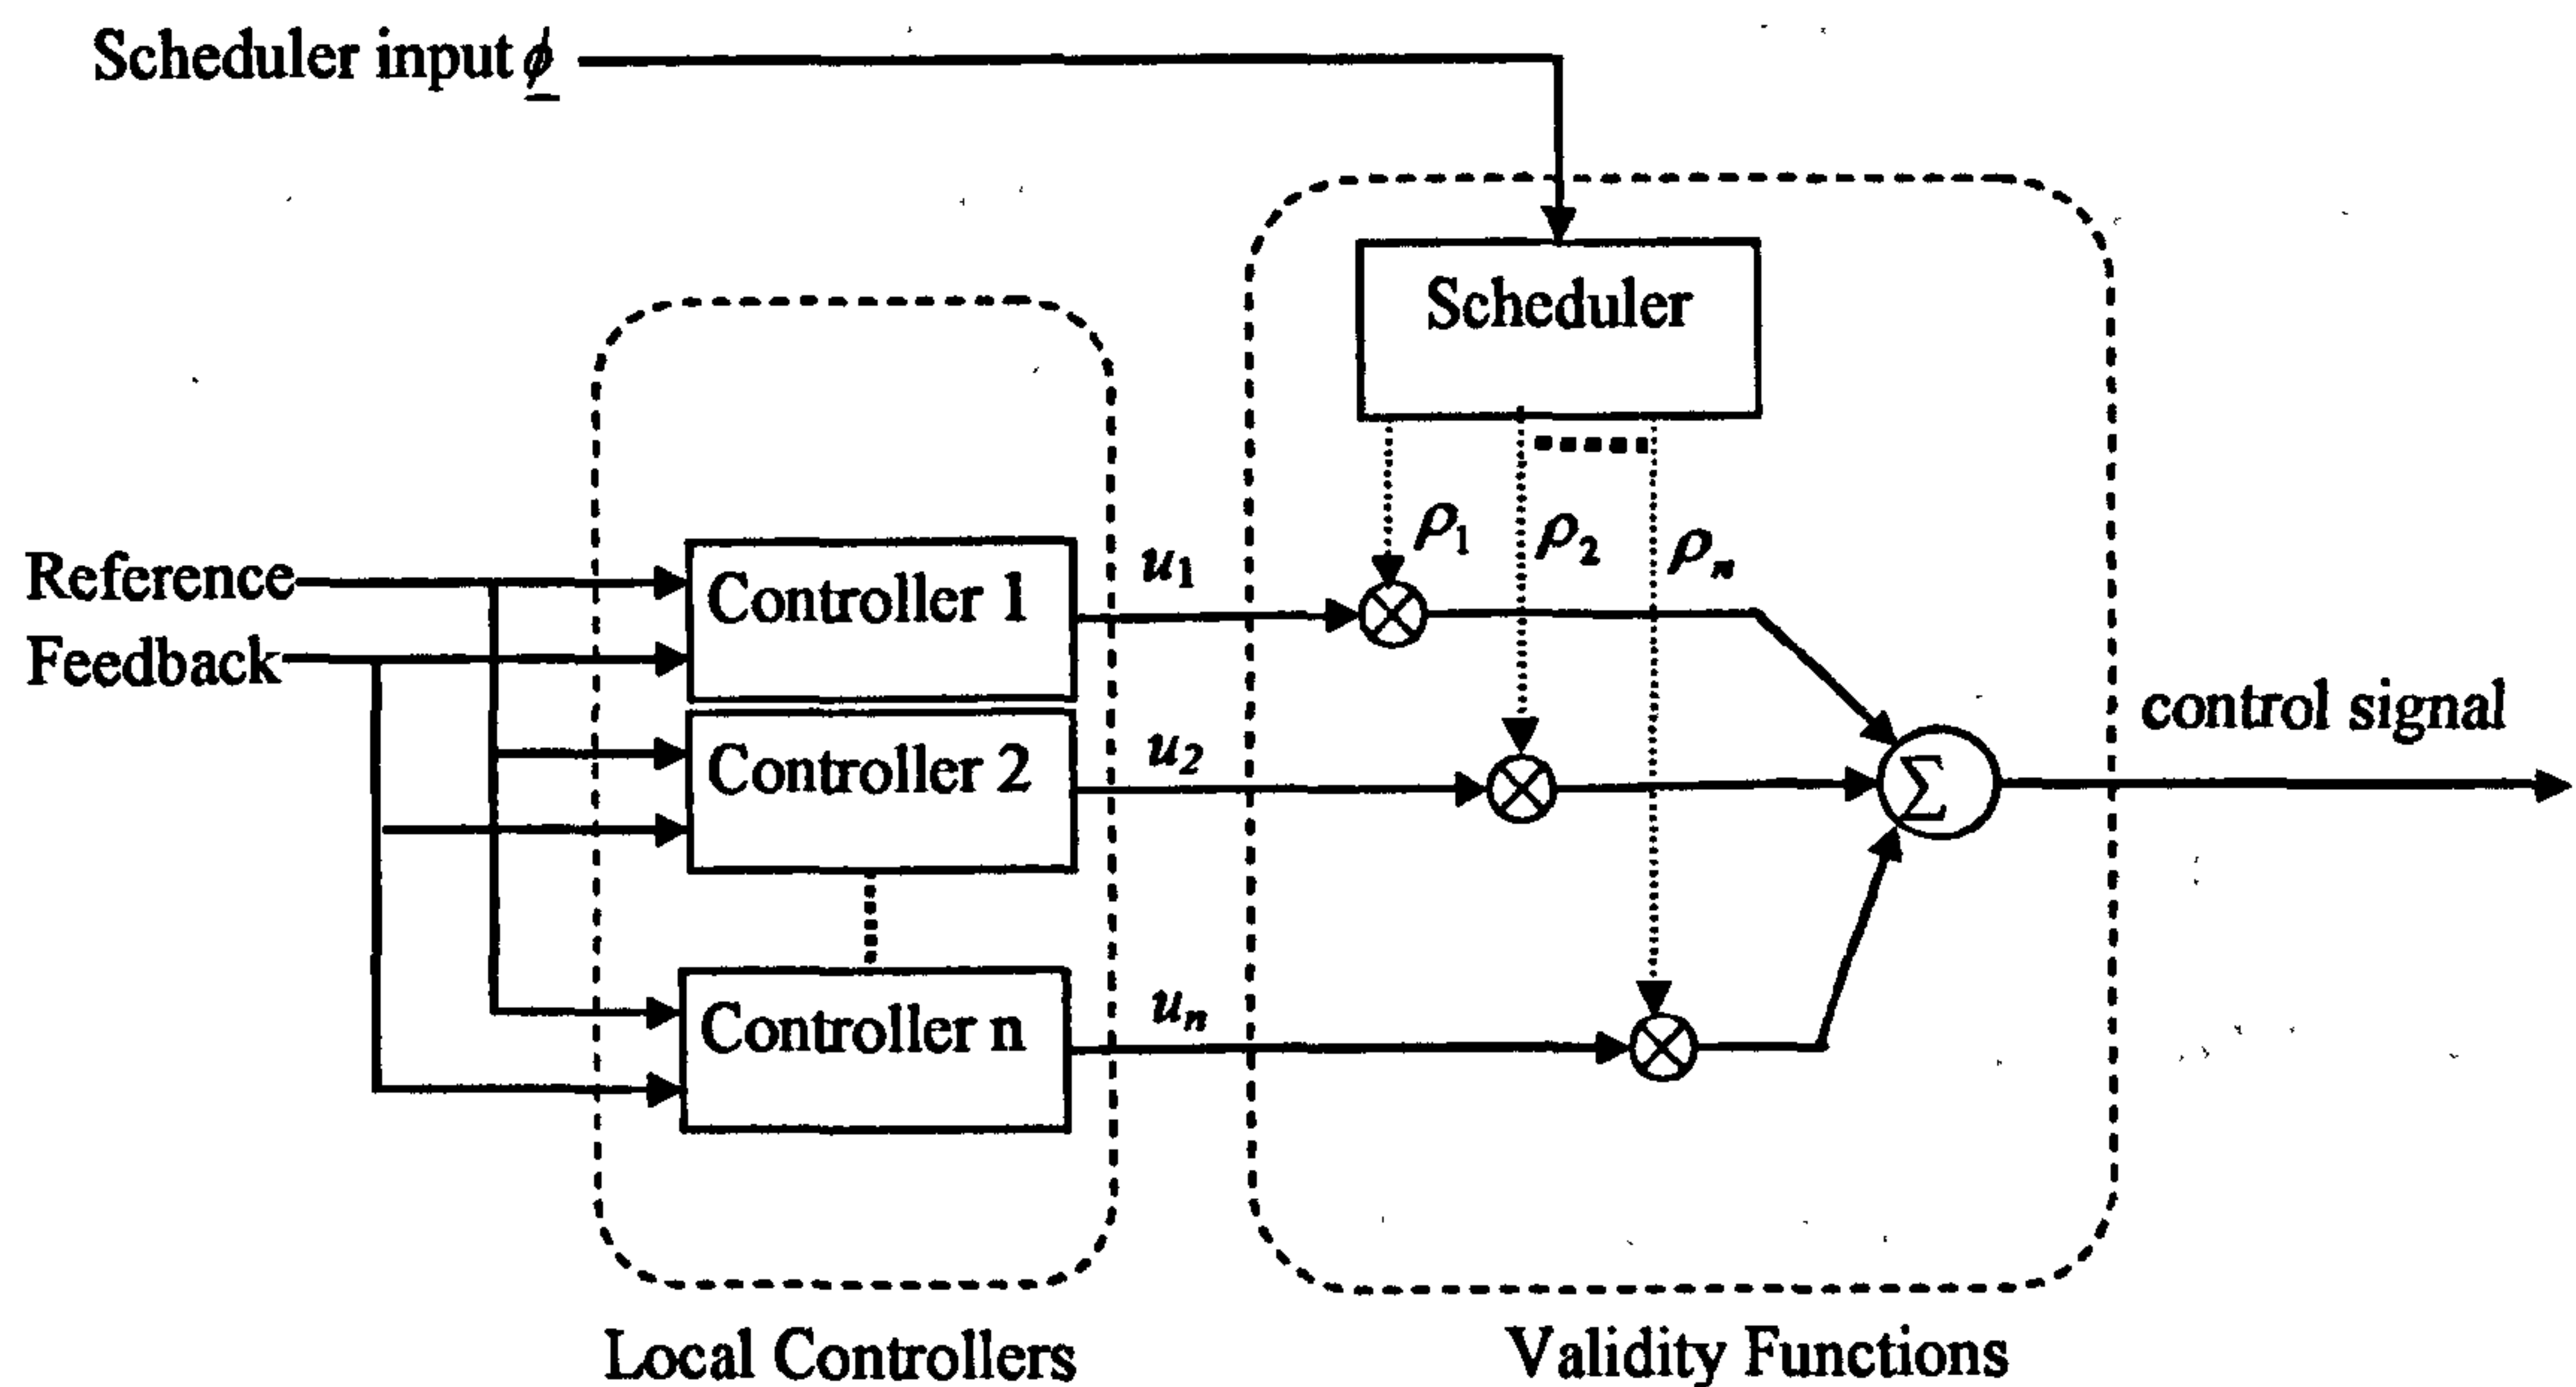 Scheduler input ϕ
Scheduler
ρ1
ρ2
ρn
Reference
Feedback
Controller 1
u1
Controller 2
u2
Controller n
un
Σ
control signal
Local Controllers
Validity Functions